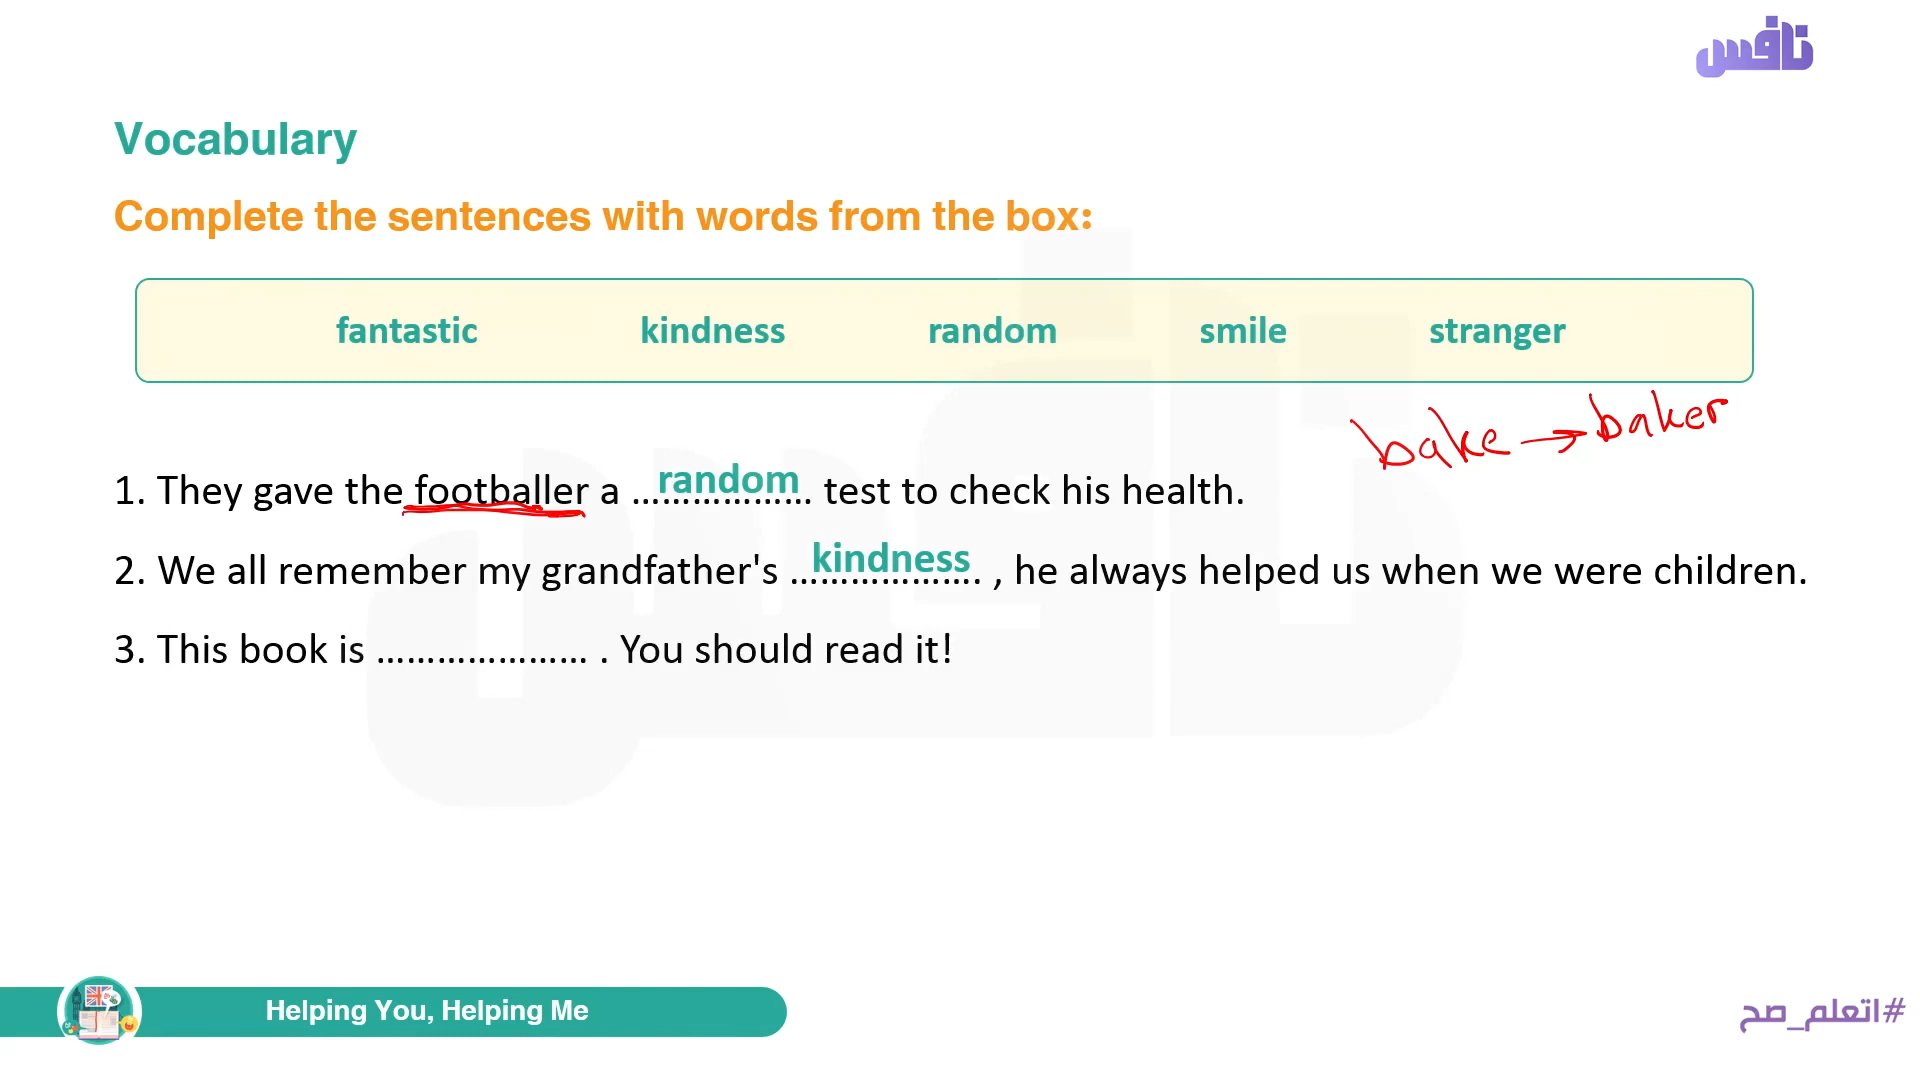 نافس
Vocabulary
Complete the sentences with words from the box:
fantastic kindness random smile stranger
bake → baker
1. They gave the footballer a ....random.... test to check his health.
2. We all remember my grandfather's ....kindness.... , he always helped us when we were children.
3. This book is ………………… . You should read it!
Helping You, Helping Me
#اتعلم_صح